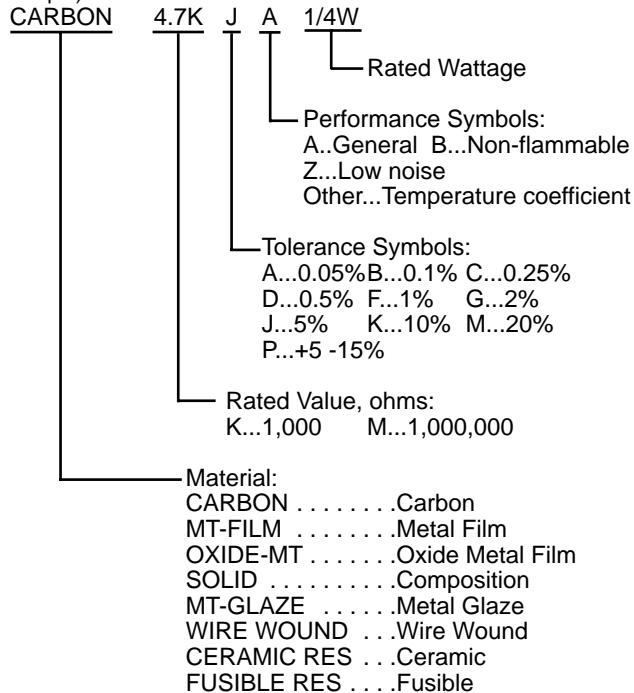 CARBON 4.7K J A 1/4W
Rated Wattage
Performance Symbols:
A..General B...Non-flammable
Z...Low noise
Other...Temperature coefficient
Tolerance Symbols:
A...0.05%B...0.1% C...0.25%
D...0.5% F...1% G...2%
J...5% K...10% M...20%
P...+5 -15%
Rated Value, ohms:
K...1,000 M...1,000,000
Material:
CARBON . . . . . . . .Carbon
MT-FILM . . . . . . . .Metal Film
OXIDE-MT . . . . . . .Oxide Metal Film
SOLID . . . . . . . . . .Composition
MT-GLAZE . . . . . .Metal Glaze
WIRE WOUND . . .Wire Wound
CERAMIC RES . . .Ceramic
FUSIBLE RES . . . .Fusible